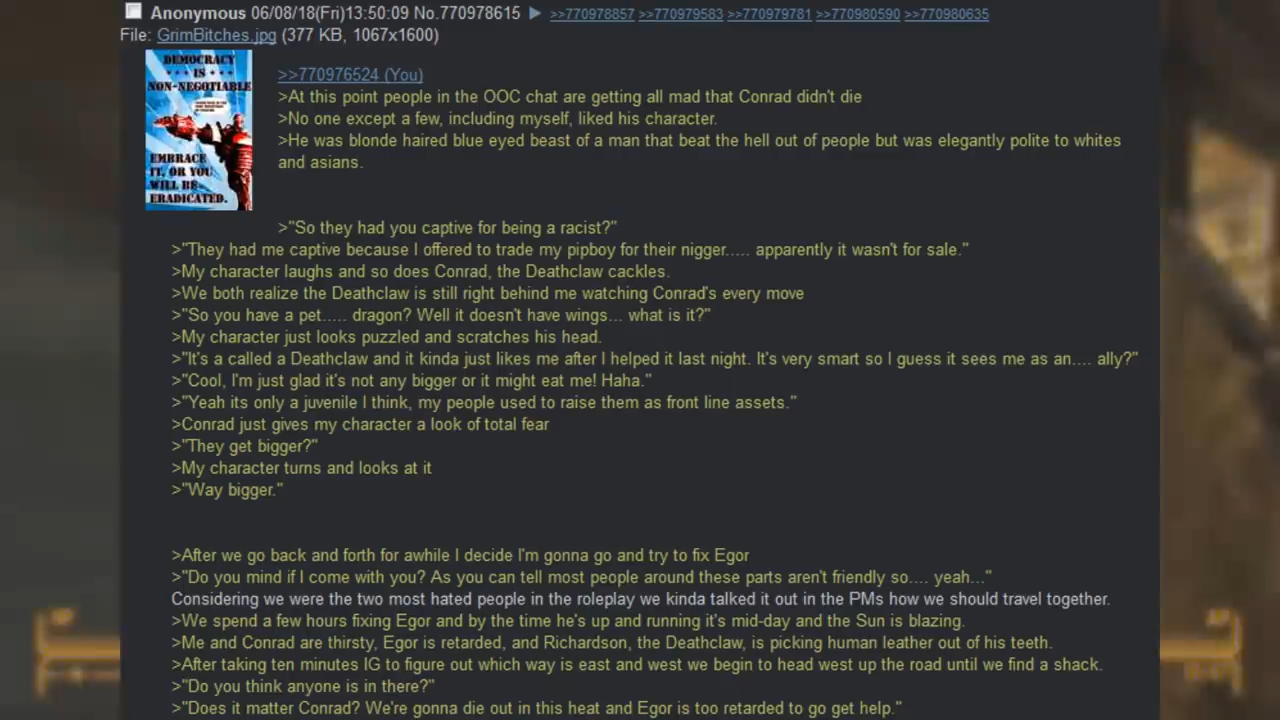 Anonymous 06/08/18(Fri)13:50:09 No.770978615 ▶ >>770978857 >>770979583 >>770979781 >>770980590 >>770980635
File: GrimBitches.jpg (377 KB, 1067x1600)
DEMOCRACY
IS
NON-NEGOTIABLE
EMBRACE
IT, OR YOU
WILL BE
ERADICATED.
>>770976524 (You)
>At this point people in the OOC chat are getting all mad that Conrad didn't die
>No one except a few, including myself, liked his character.
>He was blonde haired blue eyed beast of a man that beat the hell out of people but was elegantly polite to whites
and asians.
>"So they had you captive for being a racist?"
>"They had me captive because I offered to trade my pipboy for their nigger..... apparently it wasn't for sale."
>My character laughs and so does Conrad, the Deathclaw cackles.
>We both realize the Deathclaw is still right behind me watching Conrad's every move
>"So you have a pet..... dragon? Well it doesn't have wings... what is it?"
>My character just looks puzzled and scratches his head.
>"It's a called a Deathclaw and it kinda just likes me after I helped it last night. It's very smart so I guess it sees me as an.... ally?"
>"Cool, I'm just glad it's not any bigger or it might eat me! Haha."
>"Yeah its only a juvenile I think, my people used to raise them as front line assets."
>Conrad just gives my character a look of total fear
>"They get bigger?"
>My character turns and looks at it
>"Way bigger."
>After we go back and forth for awhile I decide I'm gonna go and try to fix Egor
>"Do you mind if I come with you? As you can tell most people around these parts aren't friendly so.... yeah..."
Considering we were the two most hated people in the roleplay we kinda talked it out in the PMs how we should travel together.
>We spend a few hours fixing Egor and by the time he's up and running it's mid-day and the Sun is blazing.
>Me and Conrad are thirsty, Egor is retarded, and Richardson, the Deathclaw, is picking human leather out of his teeth.
>After taking ten minutes IG to figure out which way is east and west we begin to head west up the road until we find a shack.
>"Do you think anyone is in there?"
>"Does it matter Conrad? We're gonna die out in this heat and Egor is too retarded to go get help."